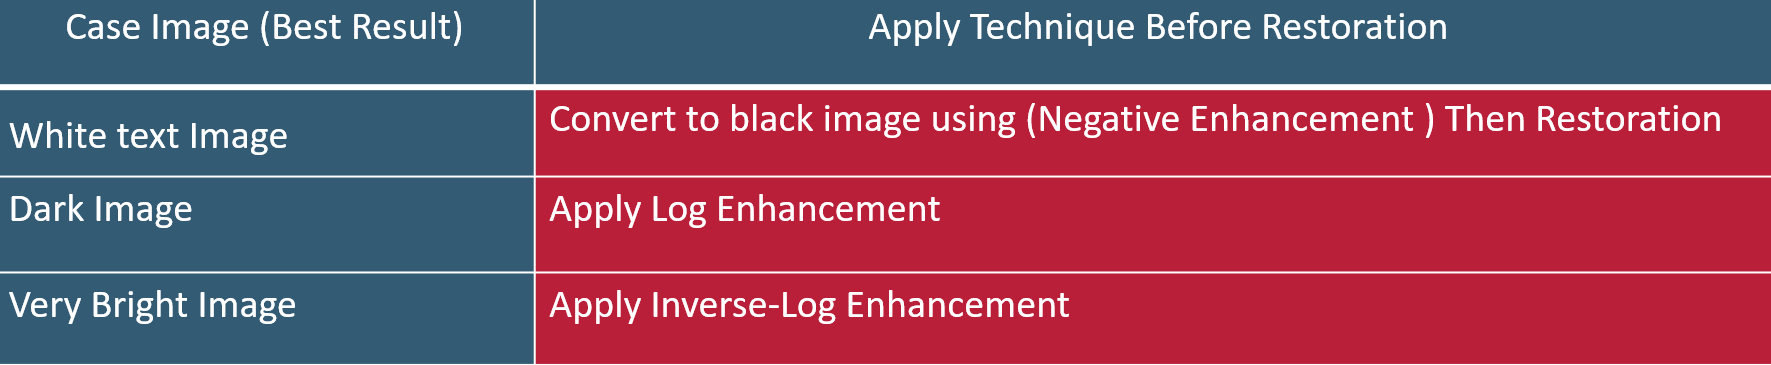 Case Image (Best Result)
Apply Technique Before Restoration
White text Image
Convert to black image using (Negative Enhancement ) Then Restoration
Dark Image
Apply Log Enhancement
Very Bright Image
Apply Inverse-Log Enhancement